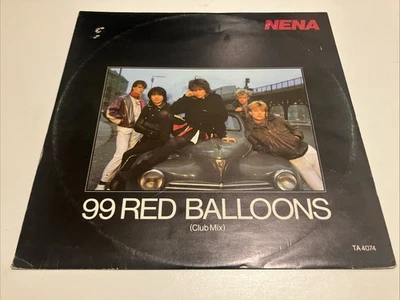 NENA
99 RED BALLOONS
(Club Mix)
TA 4074